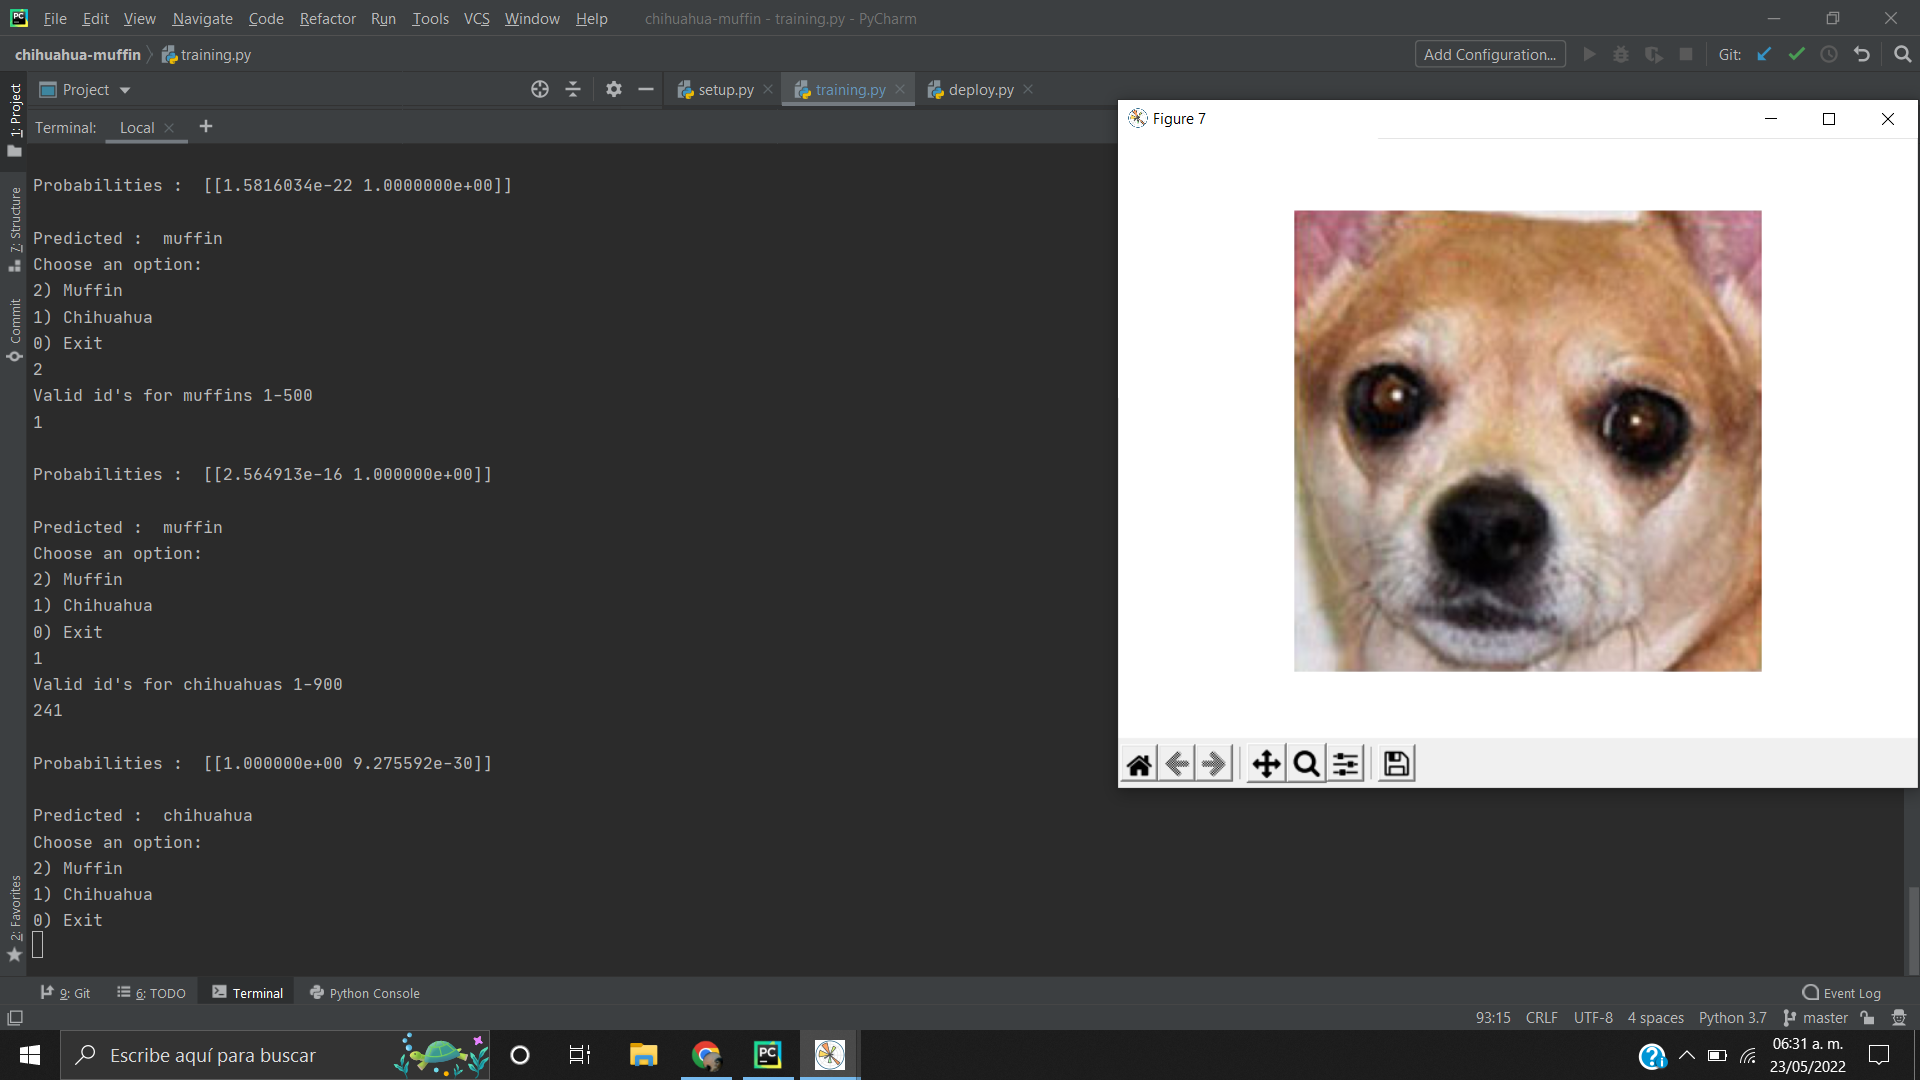 File Edit View Navigate Code Refactor Run Tools VCS Window Help chihuahua-muffin - training.py - PyCharm
chihuahua-muffin training.py Add Configuration... Git:
Project setup.py training.py deploy.py
Terminal: Local
1: Project
7: Structure
Commit
2: Favorites
Probabilities :  [[1.5816034e-22 1.0000000e+00]]
Predicted :  muffin
Choose an option:
2) Muffin
1) Chihuahua
0) Exit
2
Valid id's for muffins 1-500
1
Probabilities :  [[2.564913e-16 1.000000e+00]]
Predicted :  muffin
Choose an option:
2) Muffin
1) Chihuahua
0) Exit
1
Valid id's for chihuahuas 1-900
241
Probabilities :  [[1.000000e+00 9.275592e-30]]
Predicted :  chihuahua
Choose an option:
2) Muffin
1) Chihuahua
0) Exit
Figure 7
9: Git 6: TODO Terminal Python Console Event Log
93:15 CRLF UTF-8 4 spaces Python 3.7 master
Escribe aquí para buscar
PC
06:31 a. m.
23/05/2022